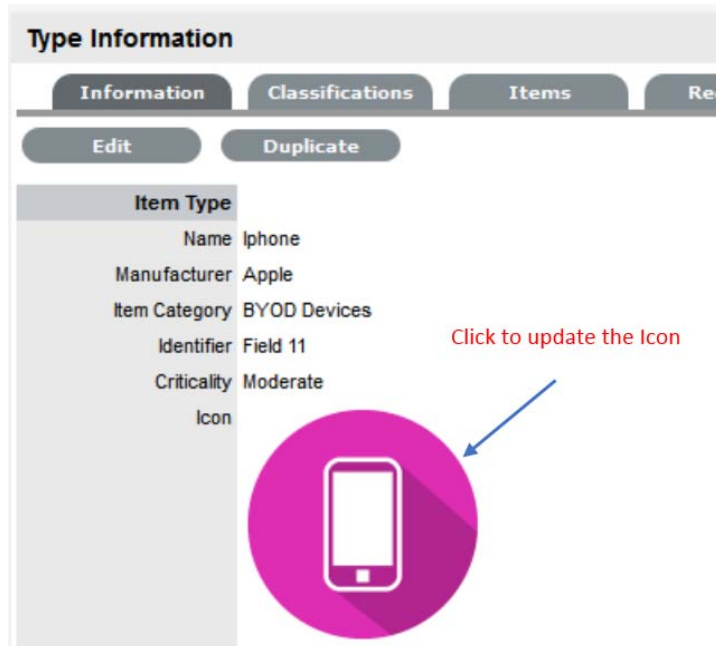 Type Information
Information Classifications Items
Edit Duplicate
Item Type
Name Iphone
Manufacturer Apple
Item Category BYOD Devices
Identifier Field 11
Click to update the Icon
Criticality Moderate
Icon